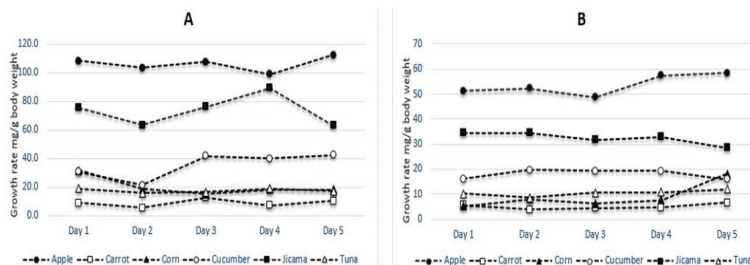 A
Growth rate mg/g body weight
120.0
100.0
80.0
60.0
40.0
20.0
0.0
Day 1 Day 2 Day 3 Day 4 Day 5
Apple Carrot Corn Cucumber Jicama Tuna
B
Growth rate mg/g body weight
70
60
50
40
30
20
10
0
Day 1 Day 2 Day 3 Day 4 Day 5
Apple Carrot Corn Cucumber Jicama Tuna